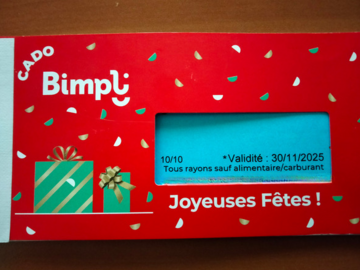 CADO
Bimpli
10/10 *Validité : 30/11/2025
Tous rayons sauf alimentaire/carburant
Joyeuses Fêtes !